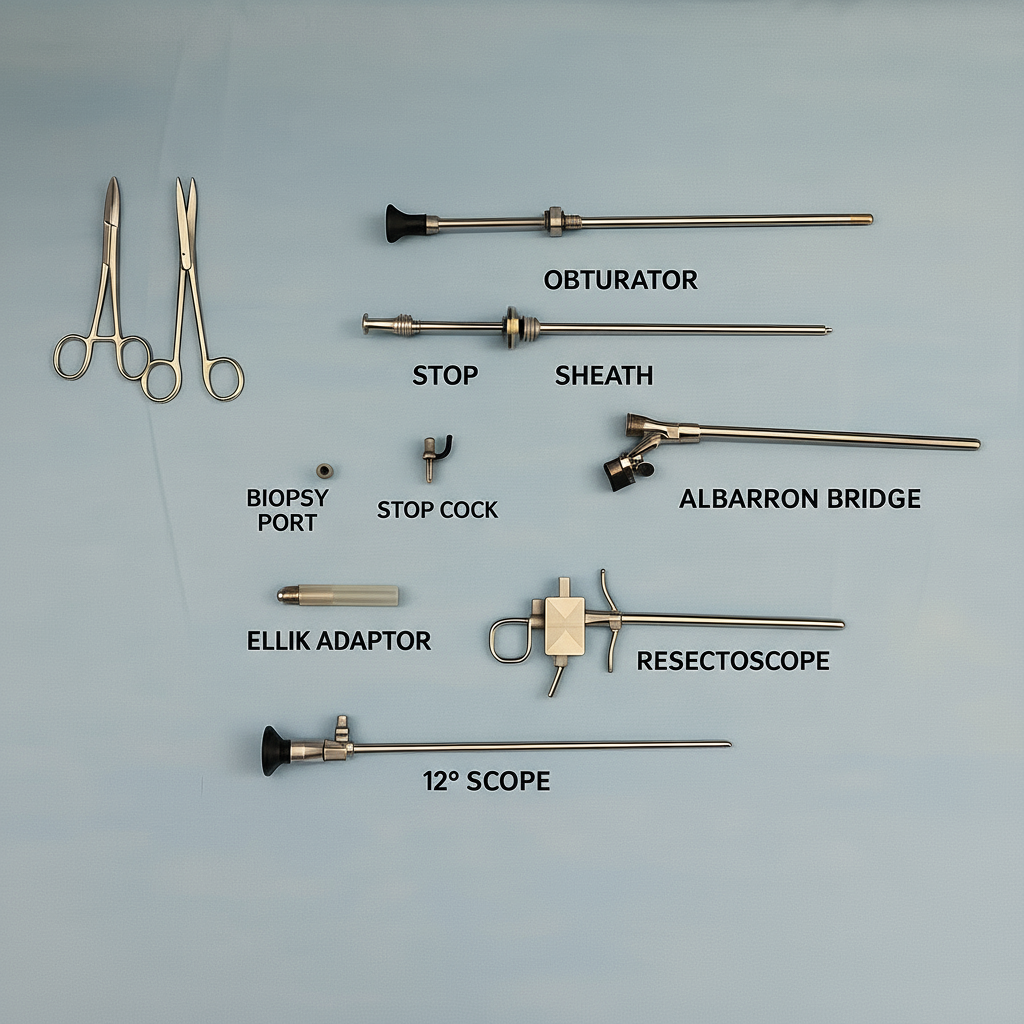 OBTURATOR
STOP
SHEATH
BIOPSY
PORT
STOP COCK
ALBARRON BRIDGE
ELLIK ADAPTOR
RESECTOSCOPE
12° SCOPE